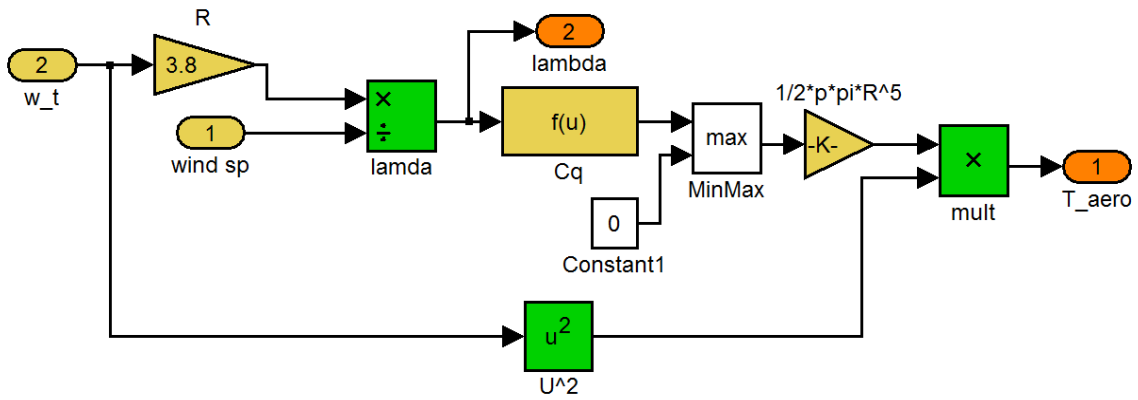 R
2
3.8
w_t
1
wind sp
×
÷
lamda
2
lambda
f(u)
Cq
0
Constant1
max
MinMax
1/2*p*pi*R^5
-K-
×
mult
1
T_aero
u²
U^2